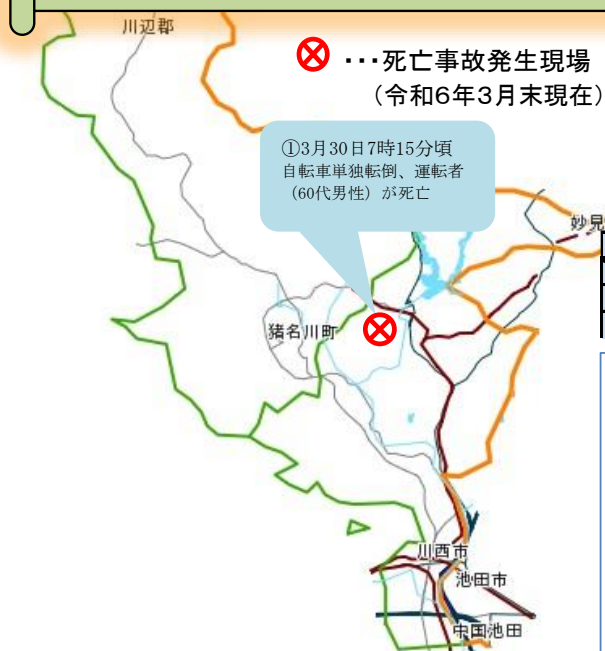 川辺郡
⊗・・・死亡事故発生現場
（令和6年3月末現在）
①3月30日7時15分頃
自転車単独転倒、運転者
（60代男性）が死亡
妙見
猪名川町
川西市
池田市
中国池田